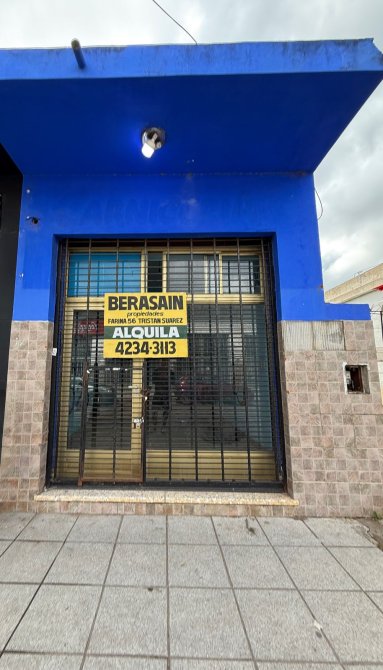 BERASAIN
propiedades
FARINA 56 TRISTAN SUAREZ
ALQUILA
4234-3113